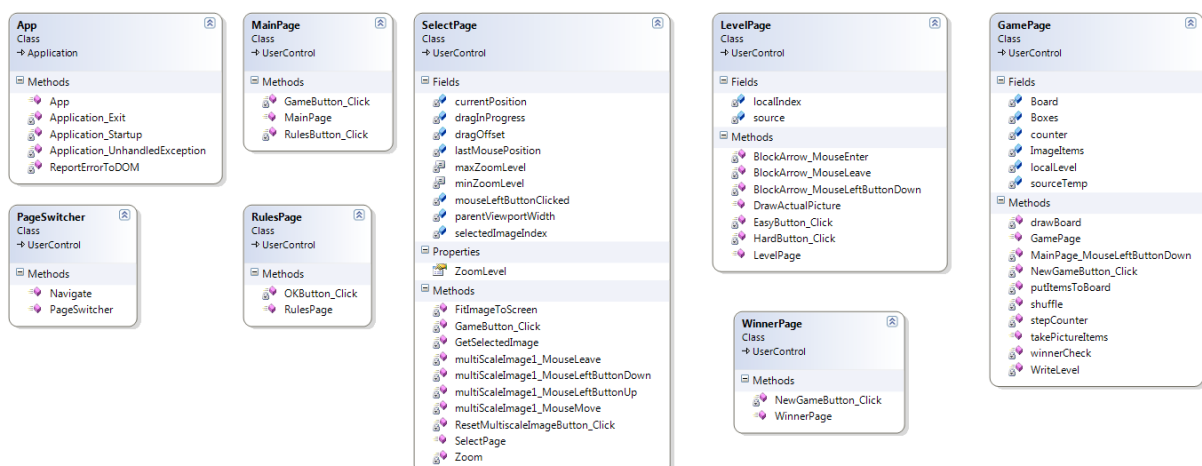 App
Class
Application
Methods
App
Application_Exit
Application_Startup
Application_UnhandledException
ReportErrorToDOM
MainPage
Class
UserControl
Methods
GameButton_Click
MainPage
RulesButton_Click
SelectPage
Class
UserControl
Fields
currentPosition
dragInProgress
dragOffset
lastMousePosition
maxZoomLevel
minZoomLevel
mouseLeftButtonClicked
parentViewportWidth
selectedImageIndex
Properties
ZoomLevel
Methods
FitImageToScreen
GameButton_Click
GetSelectedImage
multiScaleImage1_MouseLeave
multiScaleImage1_MouseLeftButtonDown
multiScaleImage1_MouseLeftButtonUp
multiScaleImage1_MouseMove
ResetMultiscaleImageButton_Click
SelectPage
Zoom
LevelPage
Class
UserControl
Fields
localIndex
source
Methods
BlockArrow_MouseEnter
BlockArrow_MouseLeave
BlockArrow_MouseLeftButtonDown
DrawActualPicture
EasyButton_Click
HardButton_Click
LevelPage
GamePage
Class
UserControl
Fields
Board
Boxes
counter
ImageItems
localLevel
sourceTemp
Methods
drawBoard
GamePage
MainPage_MouseLeftButtonDown
NewGameButton_Click
putItemsToBoard
shuffle
stepCounter
takePictureItems
winnerCheck
WriteLevel
PageSwitcher
Class
UserControl
Methods
Navigate
PageSwitcher
RulesPage
Class
UserControl
Methods
OKButton_Click
RulesPage
WinnerPage
Class
UserControl
Methods
NewGameButton_Click
WinnerPage